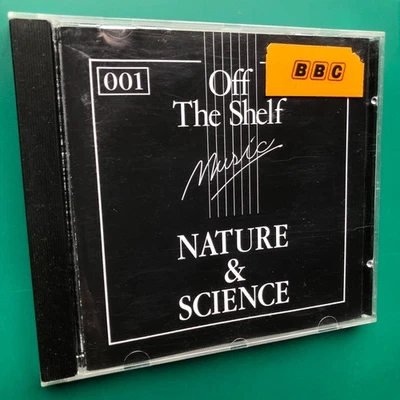 001
Off
The Shelf
Music
BBC
NATURE
&
SCIENCE